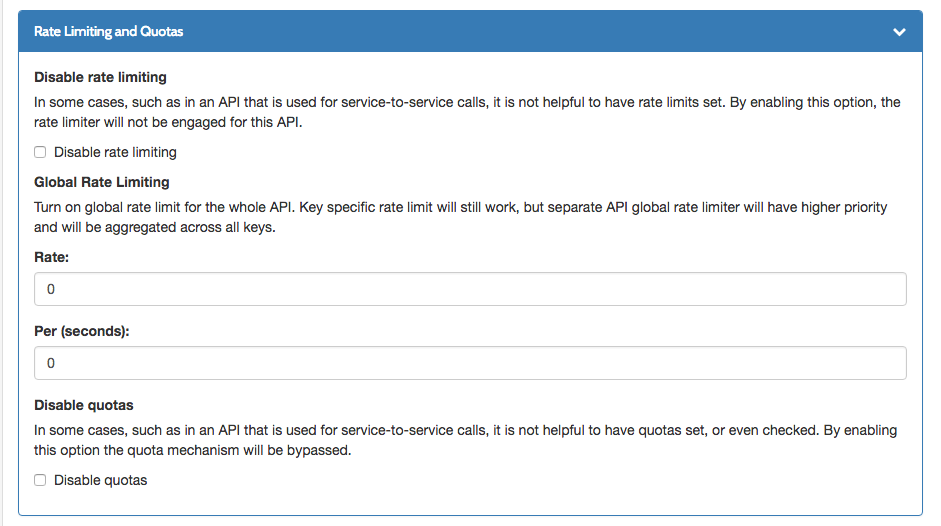 Rate Limiting and Quotas
Disable rate limiting
In some cases, such as in an API that is used for service-to-service calls, it is not helpful to have rate limits set. By enabling this option, the
rate limiter will not be engaged for this API.
Disable rate limiting
Global Rate Limiting
Turn on global rate limit for the whole API. Key specific rate limit will still work, but separate API global rate limiter will have higher priority
and will be aggregated across all keys.
Rate:
0
Per (seconds):
0
Disable quotas
In some cases, such as in an API that is used for service-to-service calls, it is not helpful to have quotas set, or even checked. By enabling
this option the quota mechanism will be bypassed.
Disable quotas